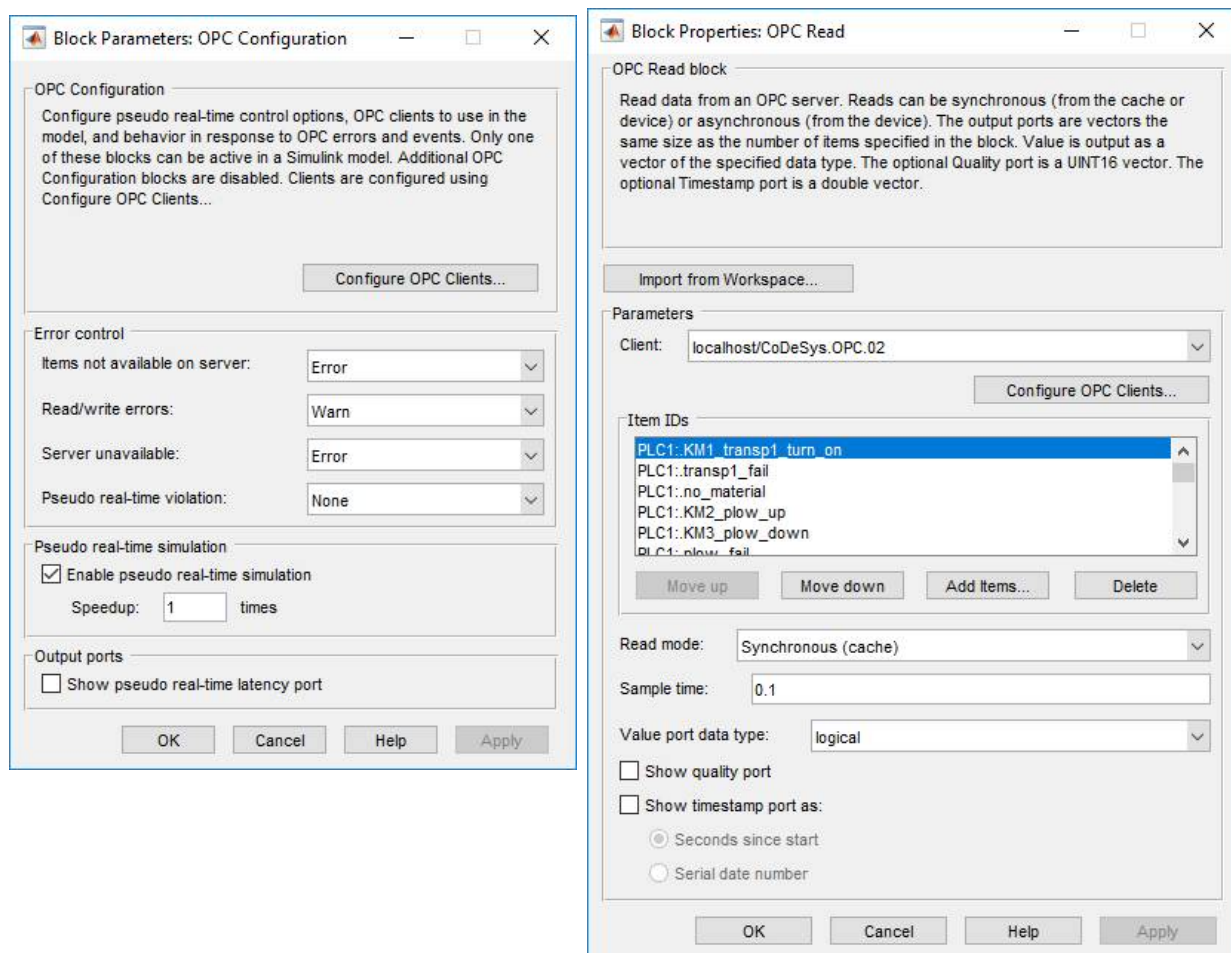 Block Parameters: OPC Configuration
OPC Configuration
Configure pseudo real-time control options, OPC clients to use in the
model, and behavior in response to OPC errors and events. Only one
of these blocks can be active in a Simulink model. Additional OPC
Configuration blocks are disabled. Clients are configured using
Configure OPC Clients...
Configure OPC Clients...
Error control
Items not available on server: Error
Read/write errors: Warn
Server unavailable: Error
Pseudo real-time violation: None
Pseudo real-time simulation
Enable pseudo real-time simulation
Speedup: 1 times
Output ports
Show pseudo real-time latency port
OK Cancel Help Apply
Block Properties: OPC Read
OPC Read block
Read data from an OPC server. Reads can be synchronous (from the cache or
device) or asynchronous (from the device). The output ports are vectors the
same size as the number of items specified in the block. Value is output as a
vector of the specified data type. The optional Quality port is a UINT16 vector. The
optional Timestamp port is a double vector.
Import from Workspace...
Parameters
Client: localhost/CoDeSys.OPC.02
Configure OPC Clients...
Item IDs
PLC1:.KM1_transp1_turn_on
PLC1:.transp1_fail
PLC1:.no_material
PLC1:.KM2_plow_up
PLC1:.KM3_plow_down
PLC1:.plow_fail
Move up Move down Add Items... Delete
Read mode: Synchronous (cache)
Sample time: 0.1
Value port data type: logical
Show quality port
Show timestamp port as:
Seconds since start
Serial date number
OK Cancel Help Apply